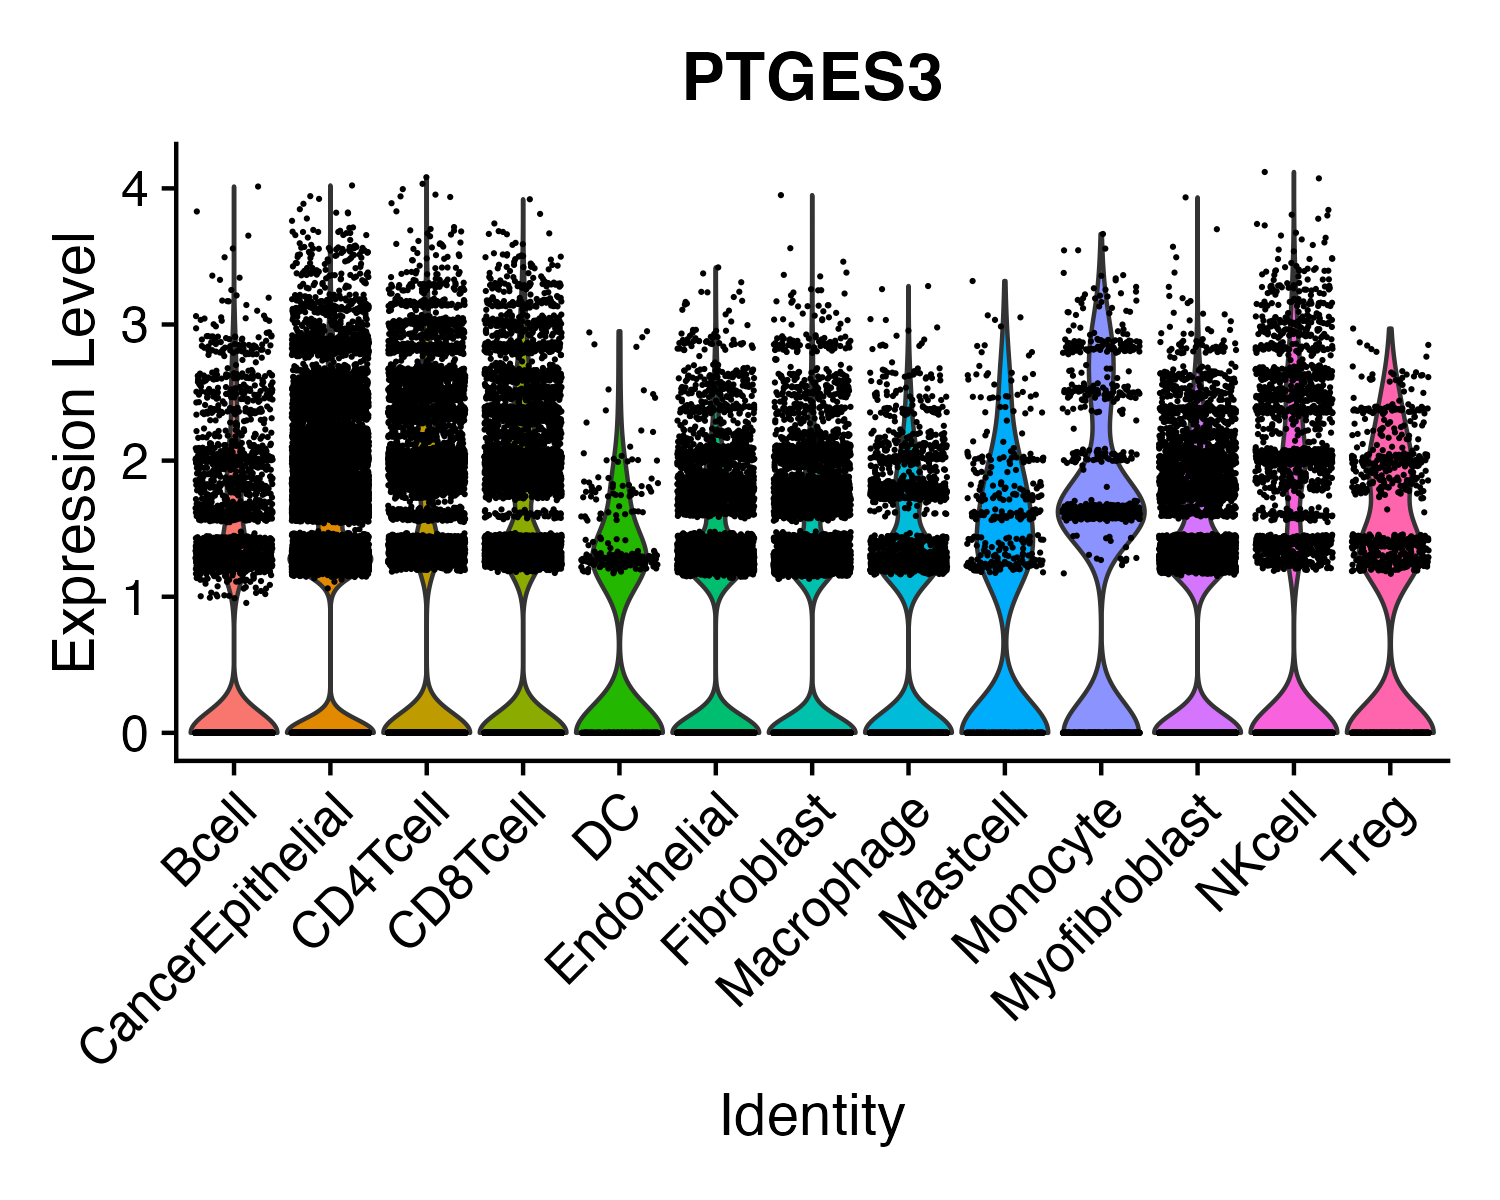 PTGES3
Expression Level
4
3
2
1
0
Bcell
CancerEpithelial
CD4Tcell
CD8Tcell
DC
Endothelial
Fibroblast
Macrophage
Mastcell
Monocyte
Myofibroblast
NKcell
Treg
Identity